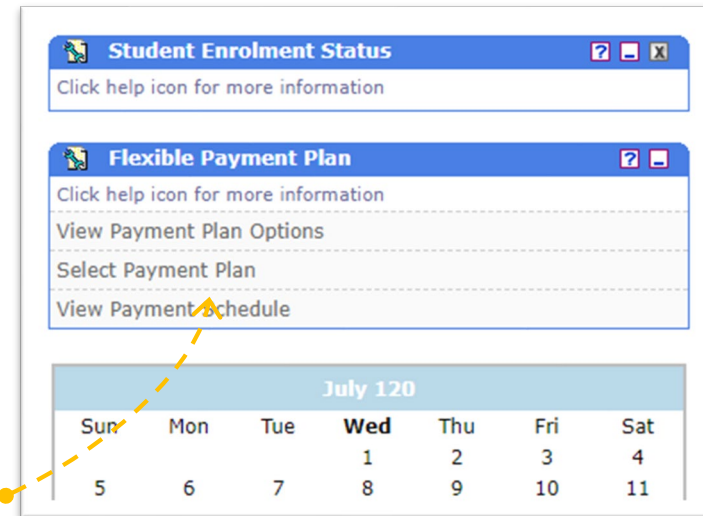 Student Enrolment Status ? _ X
Click help icon for more information
Flexible Payment Plan ? _
Click help icon for more information
View Payment Plan Options
Select Payment Plan
View Payment Schedule
July 120
Sun Mon Tue Wed Thu Fri Sat
1 2 3 4
5 6 7 8 9 10 11